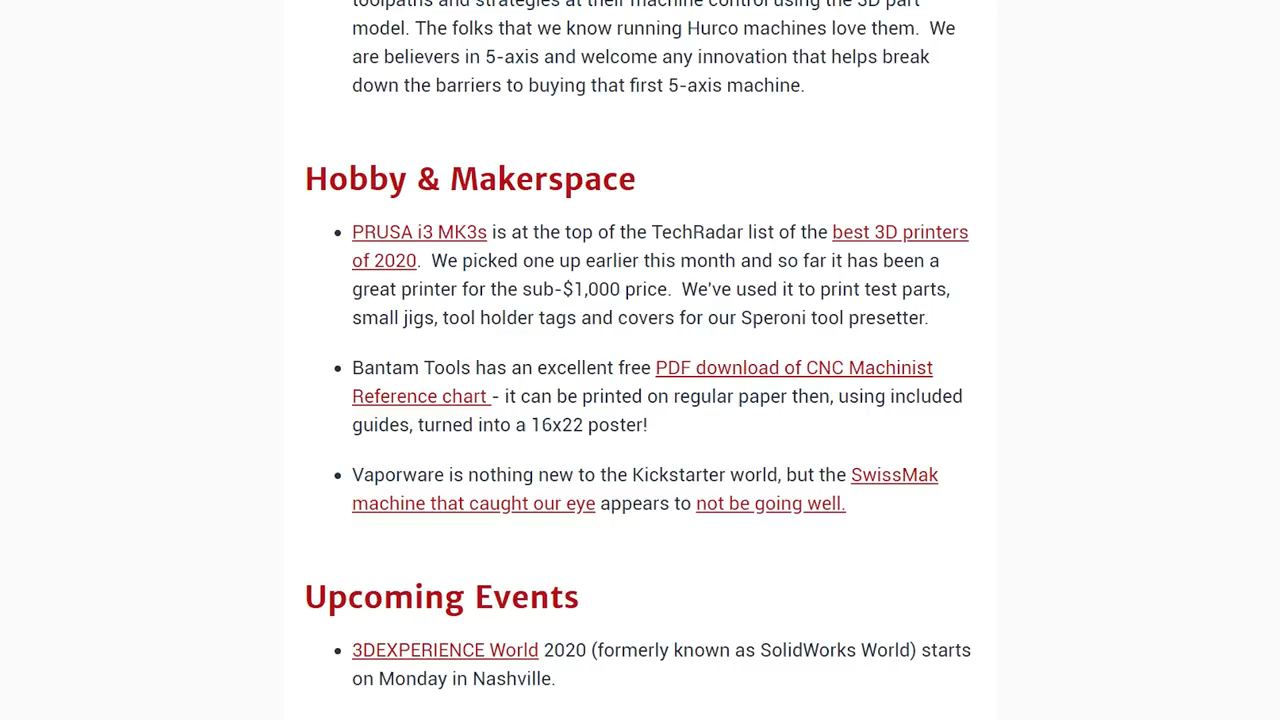 toolpaths and strategies at their machine control using the 3D part
model. The folks that we know running Hurco machines love them.  We
are believers in 5-axis and welcome any innovation that helps break
down the barriers to buying that first 5-axis machine.
Hobby & Makerspace
• PRUSA i3 MK3s is at the top of the TechRadar list of the best 3D printers
of 2020.  We picked one up earlier this month and so far it has been a
great printer for the sub-$1,000 price.  We've used it to print test parts,
small jigs, tool holder tags and covers for our Speroni tool presetter.
• Bantam Tools has an excellent free PDF download of CNC Machinist
Reference chart - it can be printed on regular paper then, using included
guides, turned into a 16x22 poster!
• Vaporware is nothing new to the Kickstarter world, but the SwissMak
machine that caught our eye appears to not be going well.
Upcoming Events
• 3DEXPERIENCE World 2020 (formerly known as SolidWorks World) starts
on Monday in Nashville.